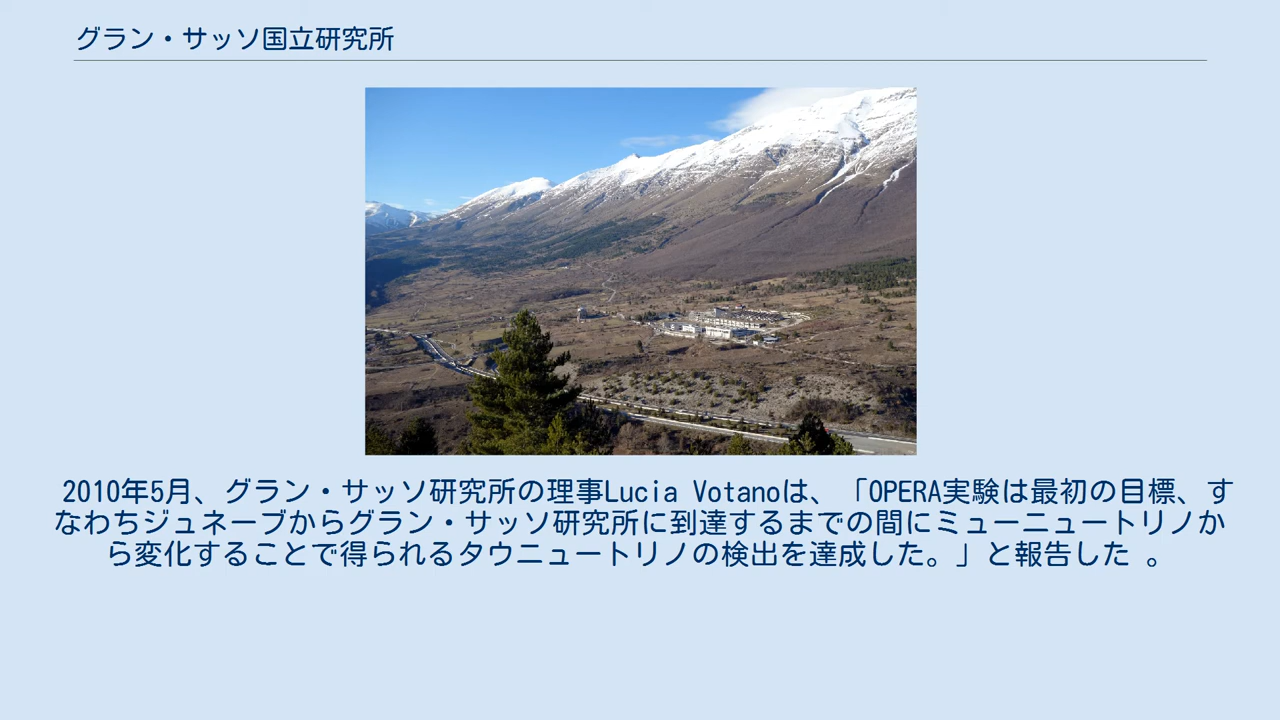 グラン・サッソ国立研究所
2010年5月、グラン・サッソ研究所の理事Lucia Votanoは、「OPERA実験は最初の目標、す
なわちジュネーブからグラン・サッソ研究所に到達するまでの間にミューニュートリノか
ら変化することで得られるタウニュートリノの検出を達成した。」と報告した 。